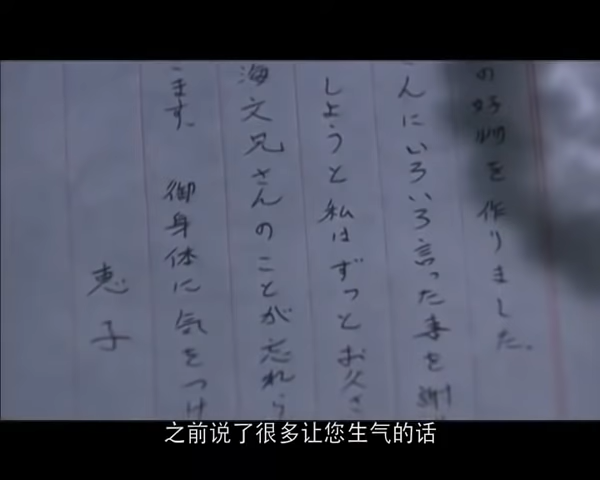 の好物を作りました。
さんにいろいろ言った事を謝
しようと私はずっとお父さ
海文兄さんのことが忘れら
ます。御身体に気をつけ
恵子
之前说了很多让您生气的话